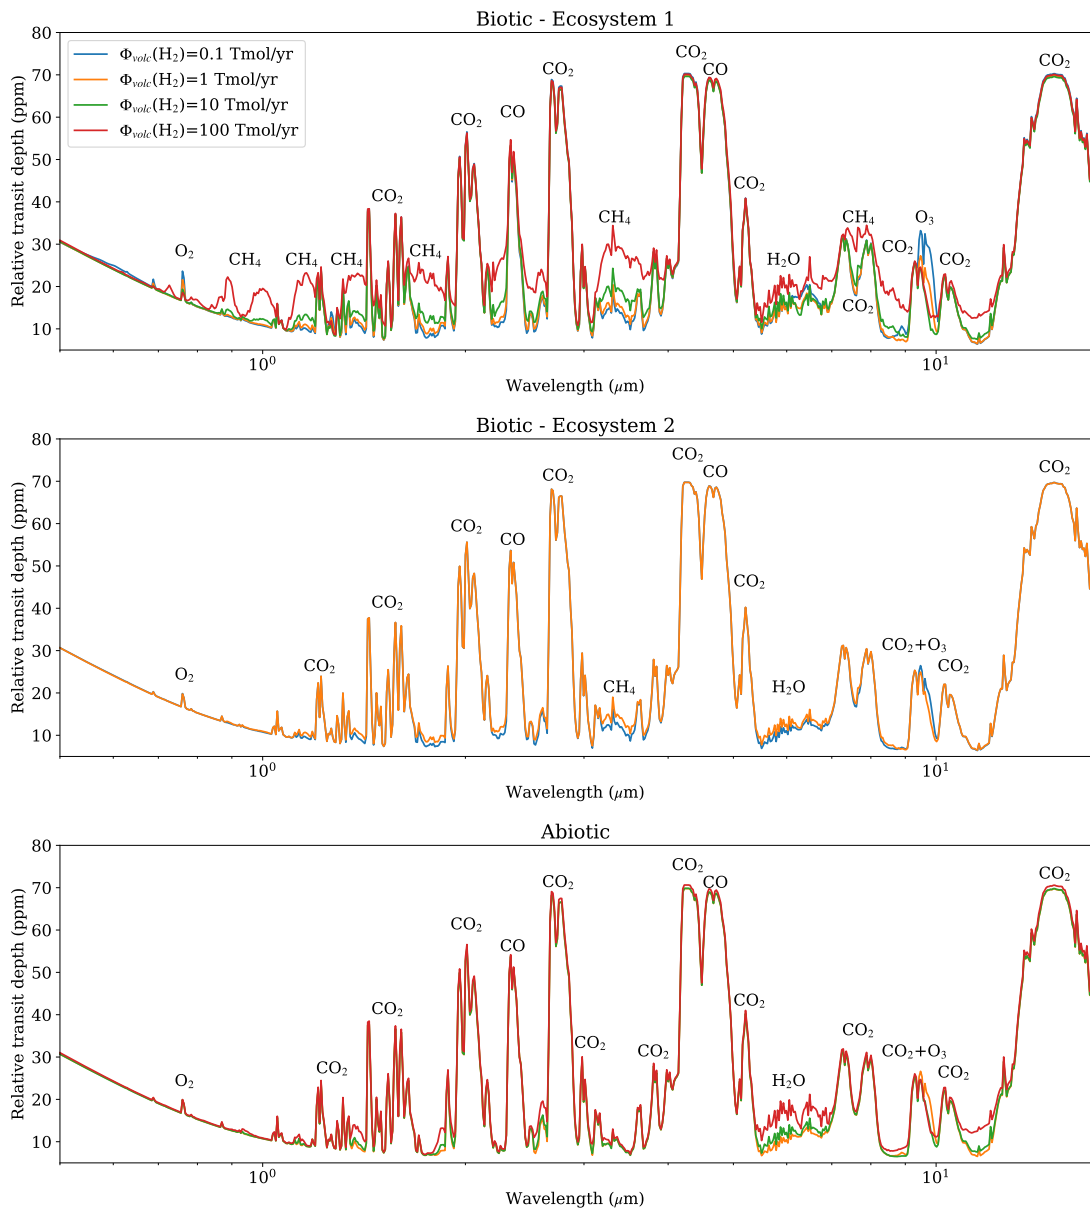 Biotic - Ecosystem 1
Relative transit depth (ppm)
80
70
60
50
40
30
20
10
Φvolc(H₂)=0.1 Tmol/yr
Φvolc(H₂)=1 Tmol/yr
Φvolc(H₂)=10 Tmol/yr
Φvolc(H₂)=100 Tmol/yr
O₂
CH₄
CH₄
CH₄
CO₂
CH₄
CO₂
CO
CO₂
CH₄
CO₂
CO
CO₂
H₂O
CH₄
CO₂
CO₂
O₃
CO₂
CO₂
10⁰
10¹
Wavelength (μm)
Biotic - Ecosystem 2
Relative transit depth (ppm)
80
70
60
50
40
30
20
10
O₂
CO₂
CO₂
CO₂
CO
CO₂
CH₄
CO₂
CO
CO₂
H₂O
CO₂+O₃
CO₂
CO₂
10⁰
10¹
Wavelength (μm)
Abiotic
Relative transit depth (ppm)
80
70
60
50
40
30
20
10
O₂
CO₂
CO₂
CO₂
CO
CO₂
CO₂
CO₂
CO₂
CO
CO₂
H₂O
CO₂
CO₂+O₃
CO₂
CO₂
10⁰
10¹
Wavelength (μm)